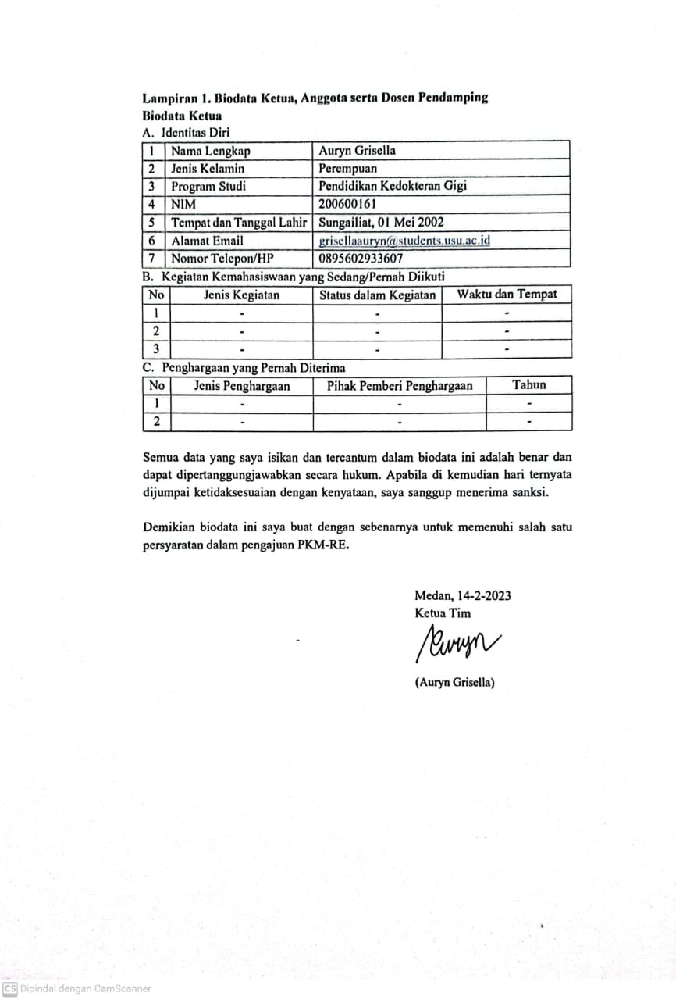 Lampiran 1. Biodata Ketua, Anggota serta Dosen Pendamping
Biodata Ketua
A. Identitas Diri
1 Nama Lengkap Auryn Grisella
2 Jenis Kelamin Perempuan
3 Program Studi Pendidikan Kedokteran Gigi
4 NIM 200600161
5 Tempat dan Tanggal Lahir Sungailiat, 01 Mei 2002
6 Alamat Email grisellaauryn@students.usu.ac.id
7 Nomor Telepon/HP 0895602933607
B. Kegiatan Kemahasiswaan yang Sedang/Pernah Diikuti
No Jenis Kegiatan Status dalam Kegiatan Waktu dan Tempat
1 - - -
2 - - -
3 - - -
C. Penghargaan yang Pernah Diterima
No Jenis Penghargaan Pihak Pemberi Penghargaan Tahun
1 - - -
2 - - -
Semua data yang saya isikan dan tercantum dalam biodata ini adalah benar dan
dapat dipertanggungjawabkan secara hukum. Apabila di kemudian hari ternyata
dijumpai ketidaksesuaian dengan kenyataan, saya sanggup menerima sanksi.
Demikian biodata ini saya buat dengan sebenarnya untuk memenuhi salah satu
persyaratan dalam pengajuan PKM-RE.
Medan, 14-2-2023
Ketua Tim
Auryn
(Auryn Grisella)
CS Dipindai dengan CamScanner